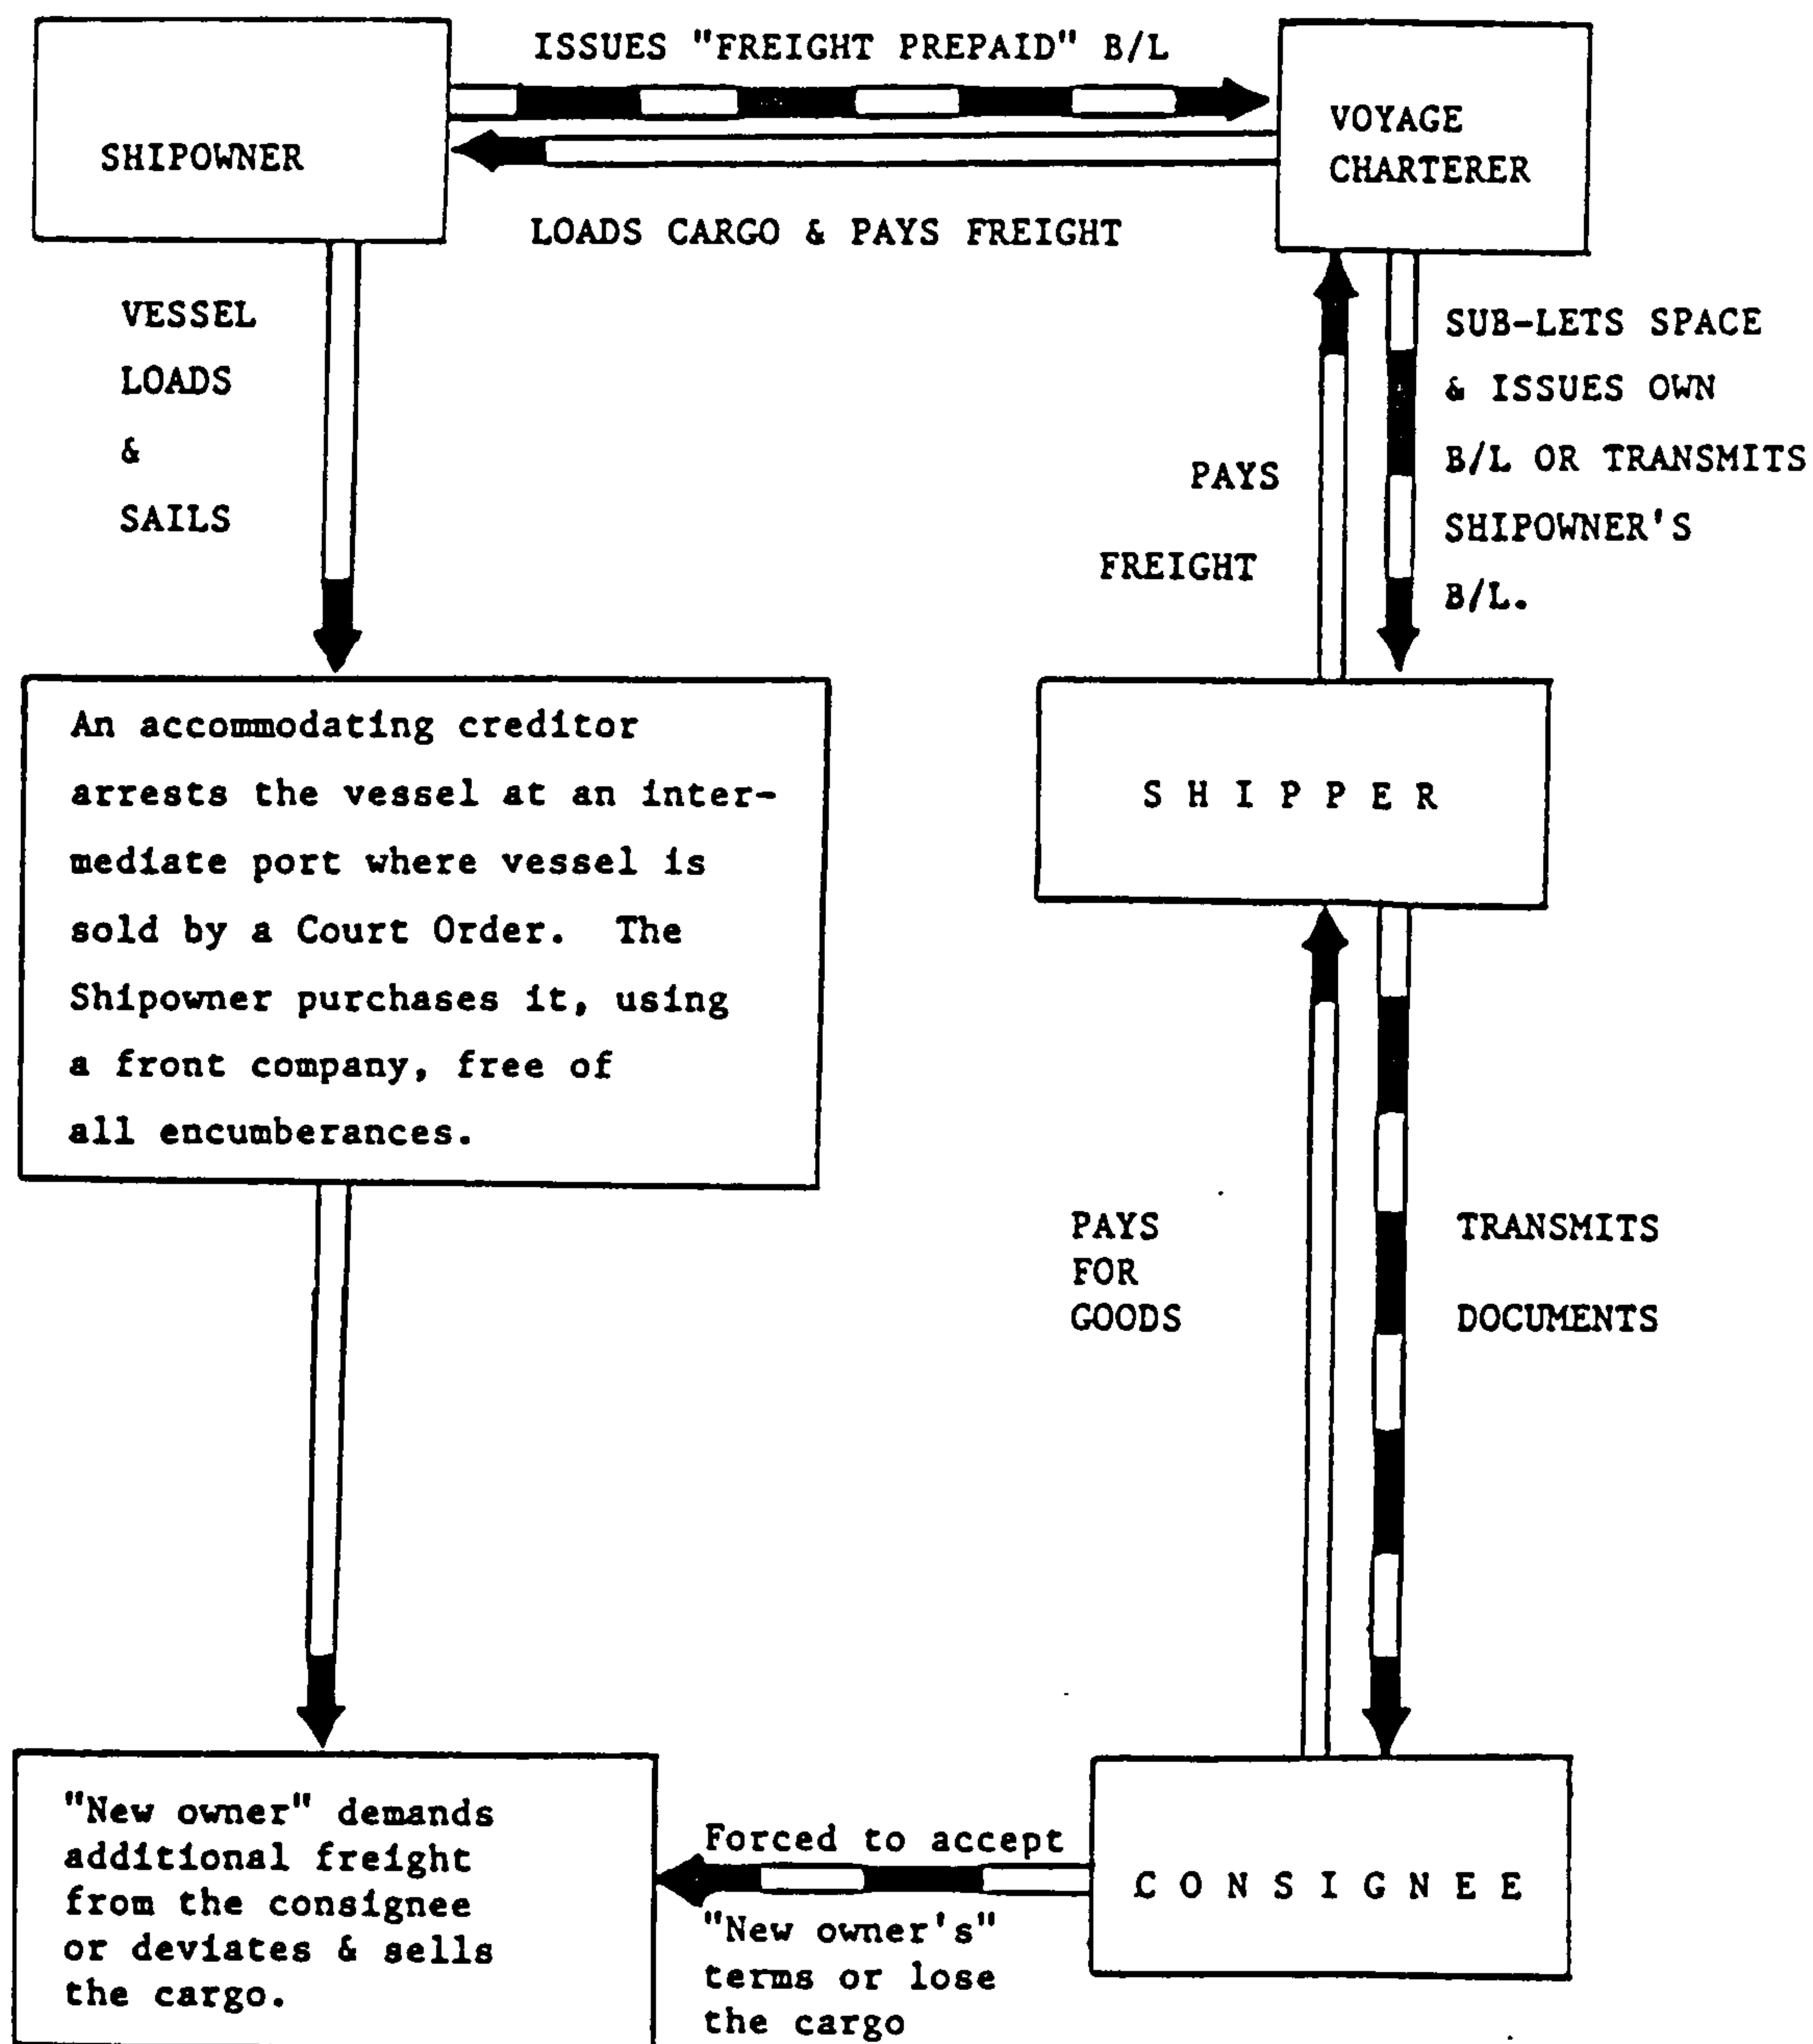 ISSUES "FREIGHT PREPAID" B/L
SHIPOWNER
VOYAGE
CHARTERER
LOADS CARGO & PAYS FREIGHT
VESSEL
LOADS
&
SAILS
PAYS
FREIGHT
SUB-LETS SPACE
& ISSUES OWN
B/L OR TRANSMITS
SHIPOWNER'S
B/L.
An accommodating creditor
arrests the vessel at an inter-
mediate port where vessel is
sold by a Court Order. The
Shipowner purchases it, using
a front company, free of
all encumberances.
S H I P P E R
PAYS
FOR
GOODS
TRANSMITS
DOCUMENTS
"New owner" demands
additional freight
from the consignee
or deviates & sells
the cargo.
Forced to accept
"New owner's"
terms or lose
the cargo
C O N S I G N E E